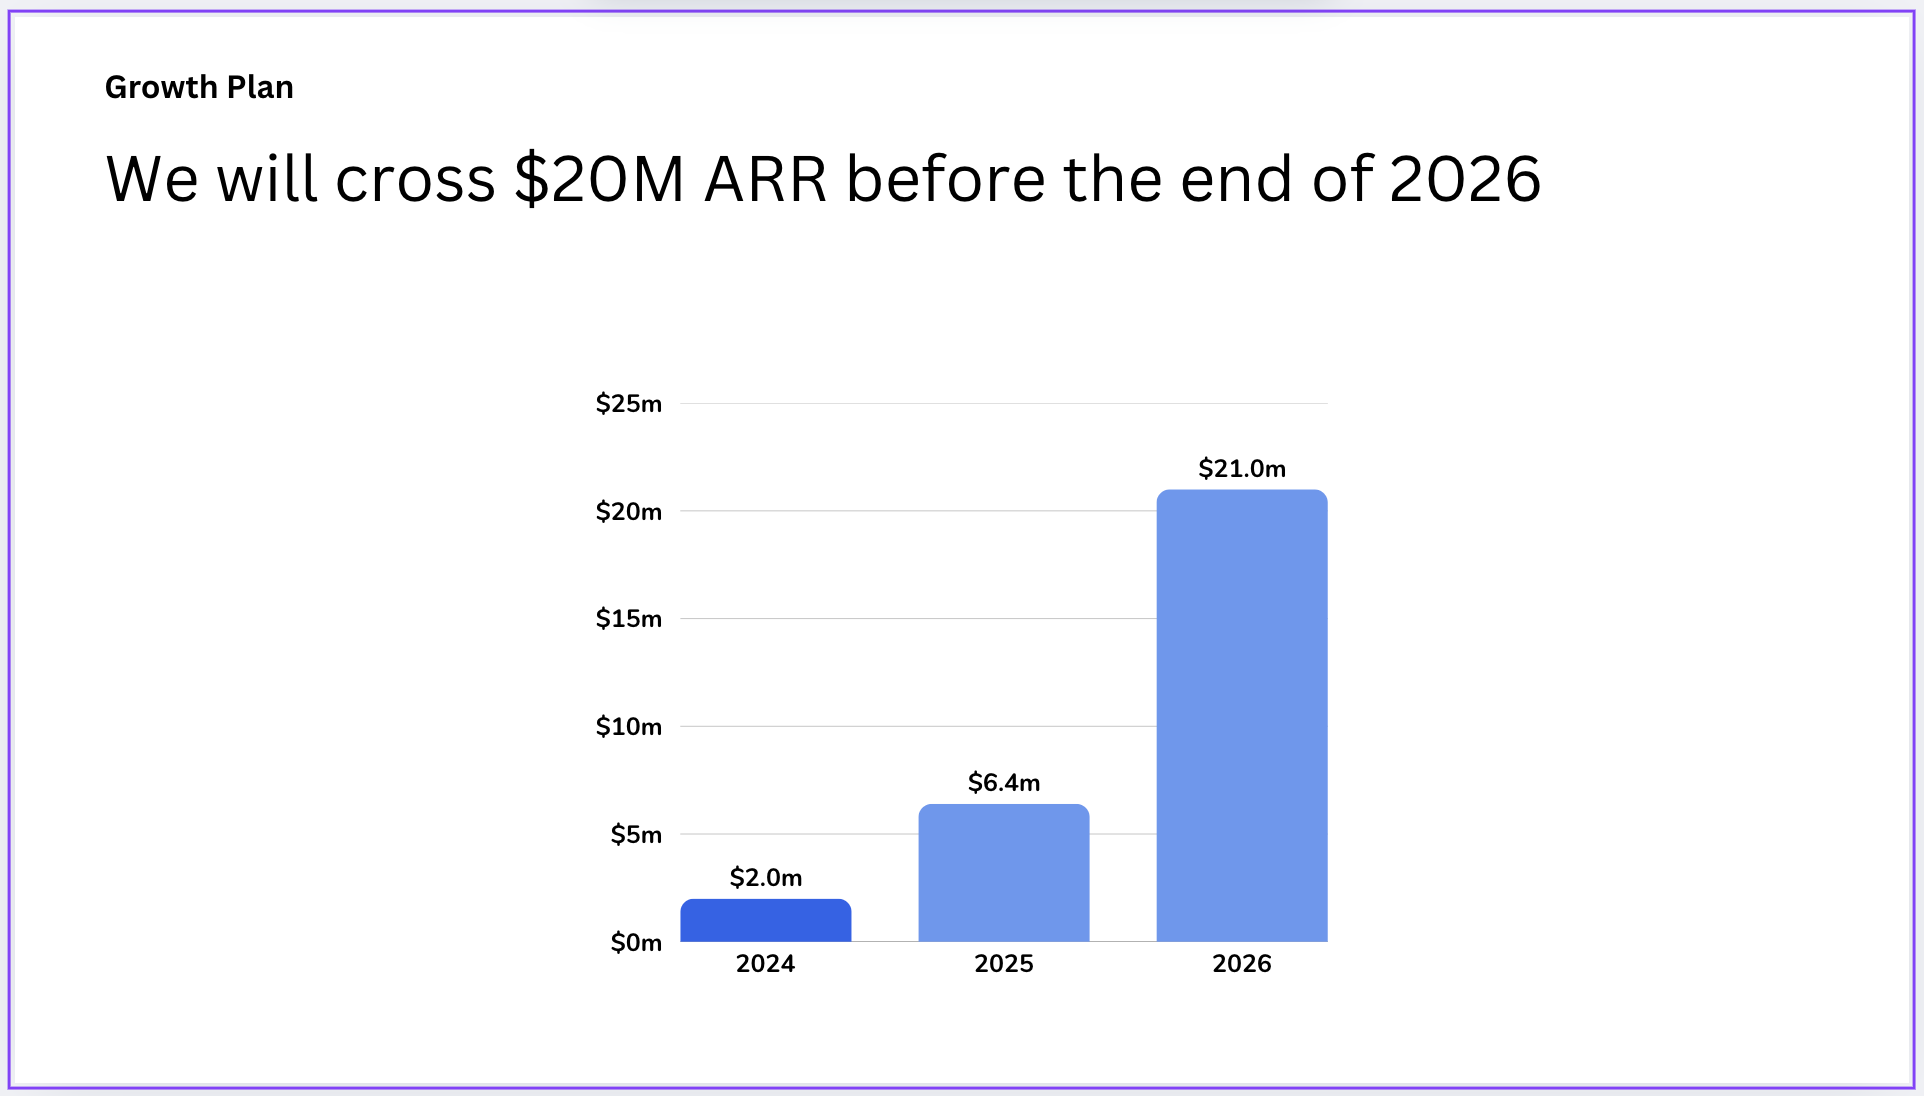 Growth Plan
We will cross $20M ARR before the end of 2026
$25m
$21.0m
$20m
$15m
$10m
$6.4m
$5m
$2.0m
$0m
2024 2025 2026